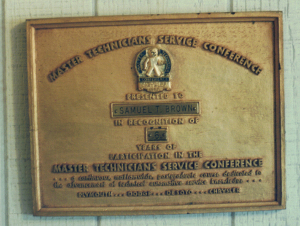 MASTER TECHNICIANS SERVICE CONFERENCE
PRESENTED TO
SAMUEL T. BROWN
IN RECOGNITION OF
YEARS OF
PARTICIPATION IN THE
MASTER TECHNICIANS SERVICE CONFERENCE
... a continuous, nationwide, postgraduate course dedicated to
the advancement of technical automotive service knowledge ...
PLYMOUTH DODGE DE SOTO CHRYSLER